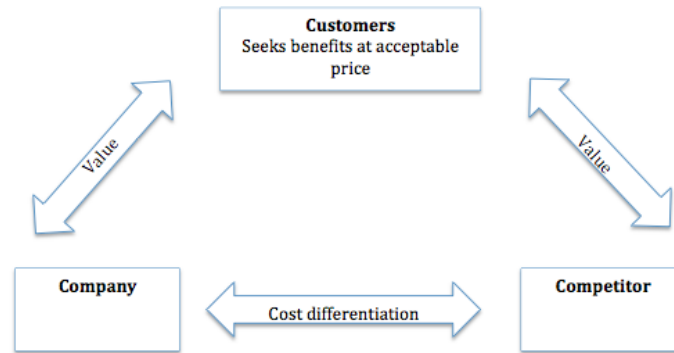 Customers
Seeks benefits at acceptable
price
Value
Value
Company
Competitor
Cost differentiation